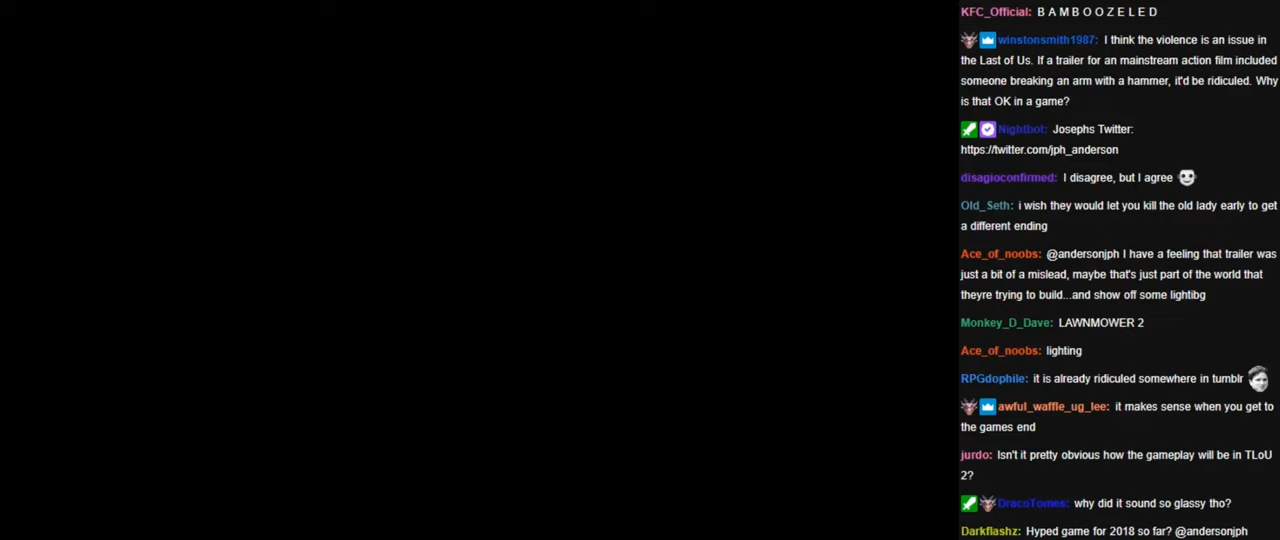 KFC_Official: B A M B O O Z E L E D
winstonsmith1987: I think the violence is an issue in
the Last of Us. If a trailer for an mainstream action film included
someone breaking an arm with a hammer, it'd be ridiculed. Why
is that OK in a game?
Nightbot: Josephs Twitter:
https://twitter.com/jph_anderson
disagioconfirmed: I disagree, but I agree
Old_Seth: i wish they would let you kill the old lady early to get
a different ending
Ace_of_noobs: @andersonjph I have a feeling that trailer was
just a bit of a mislead, maybe that's just part of the world that
theyre trying to build...and show off some lightibg
Monkey_D_Dave: LAWNMOWER 2
Ace_of_noobs: lighting
RPGdophile: it is already ridiculed somewhere in tumblr
awful_waffle_ug_lee: it makes sense when you get to
the games end
jurdo: Isn't it pretty obvious how the gameplay will be in TLoU
2?
DracoTomes: why did it sound so glassy tho?
Darkflashz: Hyped game for 2018 so far? @andersonjph